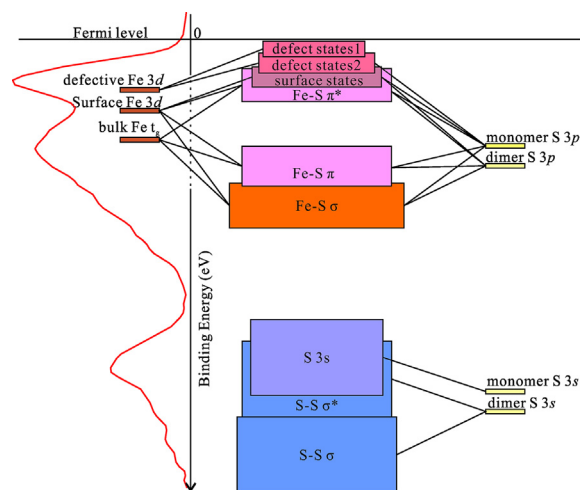 Fermi level
0
defect states1
defect states2
surface states
Fe-S π*
defective Fe 3d
Surface Fe 3d
bulk Fe tg
monomer S 3p
dimer S 3p
Fe-S π
Fe-S σ
Binding Energy (eV)
S 3s
S-S σ*
S-S σ
monomer S 3s
dimer S 3s